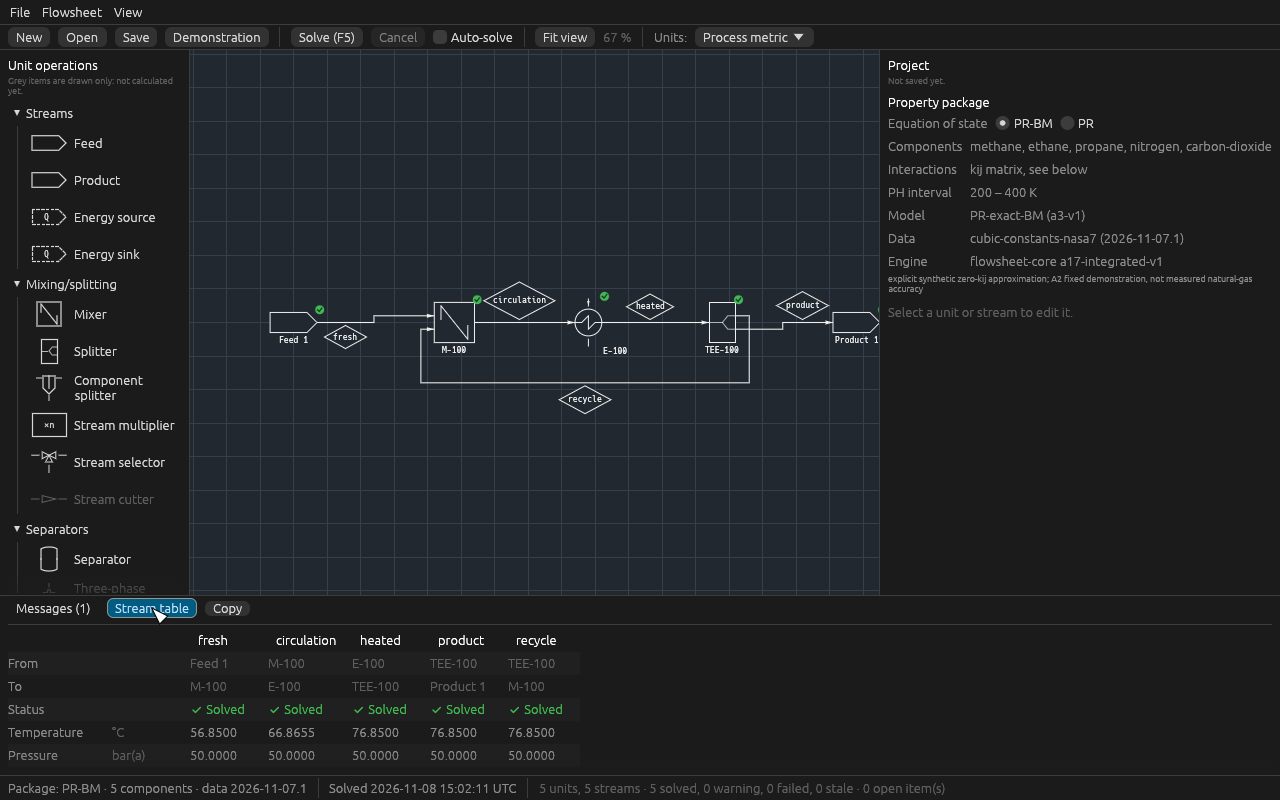 File Flowsheet View
New Open Save Demonstration Solve (F5) Cancel Auto-solve Fit view 67 % Units: Process metric
Unit operations
Grey items are drawn only: not calculated
yet.
Streams
Feed
Product
Q Energy source
Q Energy sink
Mixing/splitting
Mixer
Splitter
Component
splitter
×n Stream multiplier
Stream selector
Stream cutter
Separators
Separator
Three-phase
circulation
heated
product
fresh
Feed 1
M-100
E-100
TEE-100
Product 1
recycle
Project
Not saved yet.
Property package
Equation of state PR-BM PR
Components methane, ethane, propane, nitrogen, carbon-dioxide
Interactions kij matrix, see below
PH interval 200 – 400 K
Model PR-exact-BM (a3-v1)
Data cubic-constants-nasa7 (2026-11-07.1)
Engine flowsheet-core a17-integrated-v1
explicit synthetic zero-kij approximation; A2 fixed demonstration, not measured natural-gas
accuracy
Select a unit or stream to edit it.
Messages (1) Stream table Copy
fresh circulation heated product recycle
From Feed 1 M-100 E-100 TEE-100 TEE-100
To M-100 E-100 TEE-100 Product 1 M-100
Status ✓ Solved ✓ Solved ✓ Solved ✓ Solved ✓ Solved
Temperature °C 56.8500 66.8655 76.8500 76.8500 76.8500
Pressure bar(a) 50.0000 50.0000 50.0000 50.0000 50.0000
Package: PR-BM · 5 components · data 2026-11-07.1 Solved 2026-11-08 15:02:11 UTC 5 units, 5 streams · 5 solved, 0 warning, 0 failed, 0 stale · 0 open item(s)